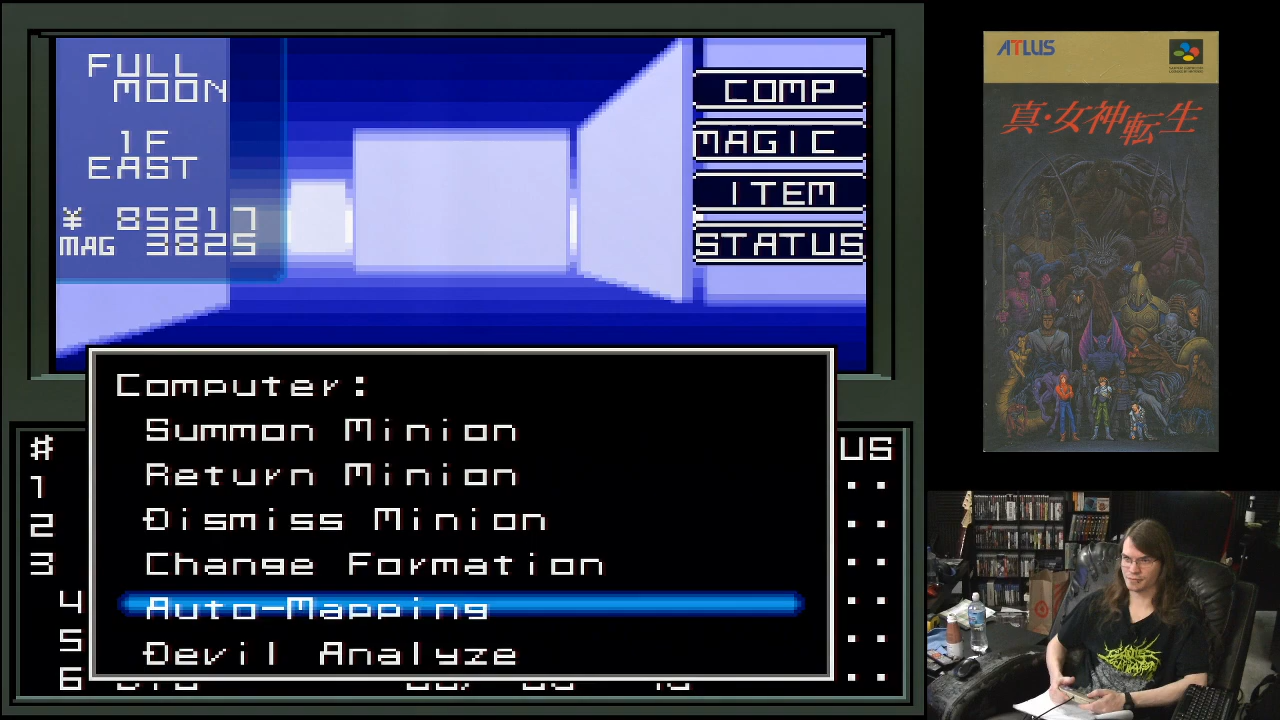 FULL
MOON
1F
EAST
¥ 85217
MAG 3825
COMP
MAGIC
ITEM
STATUS
Computer:
Summon Minion
Return Minion
Dismiss Minion
Change Formation
Auto-Mapping
Devil Analyze
#
US
1
2
3
4
5
6
ATLUS
真・女神転生